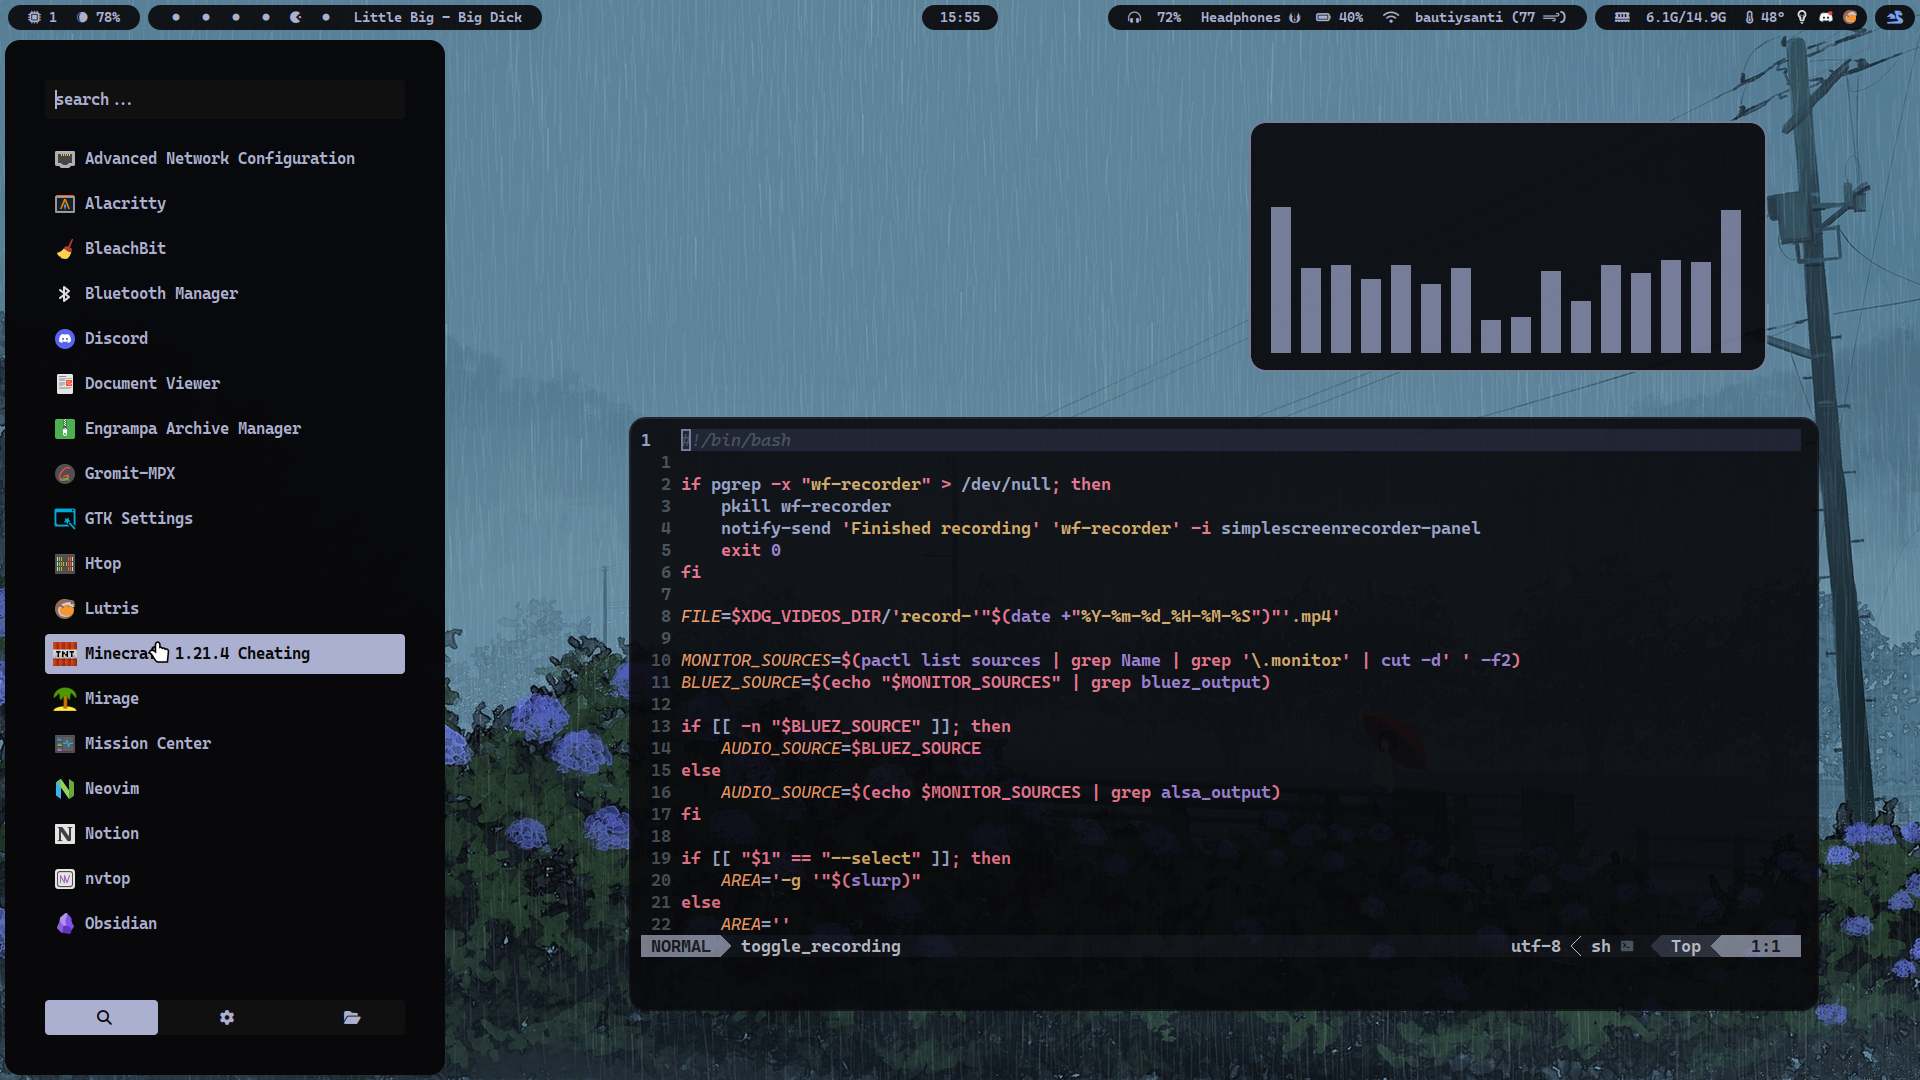 1 78% Little Big - Big Dick 15:55 72% Headphones 40% bautiysanti (77 ) 6.1G/14.9G 48°
search ...
Advanced Network Configuration
Alacritty
BleachBit
Bluetooth Manager
Discord
Document Viewer
Engrampa Archive Manager
Gromit-MPX
GTK Settings
Htop
Lutris
TNT Minecra 1.21.4 Cheating
Mirage
Mission Center
Neovim
Notion
nvtop
Obsidian
1 #!/bin/bash
1
2 if pgrep -x "wf-recorder" > /dev/null; then
3 pkill wf-recorder
4 notify-send 'Finished recording' 'wf-recorder' -i simplescreenrecorder-panel
5 exit 0
6 fi
7
8 FILE=$XDG_VIDEOS_DIR/'record-'"$(date +"%Y-%m-%d_%H-%M-%S")"'.mp4'
9
10 MONITOR_SOURCES=$(pactl list sources | grep Name | grep '\.monitor' | cut -d' ' -f2)
11 BLUEZ_SOURCE=$(echo "$MONITOR_SOURCES" | grep bluez_output)
12
13 if [[ -n "$BLUEZ_SOURCE" ]]; then
14 AUDIO_SOURCE=$BLUEZ_SOURCE
15 else
16 AUDIO_SOURCE=$(echo $MONITOR_SOURCES | grep alsa_output)
17 fi
18
19 if [[ "$1" == "--select" ]]; then
20 AREA='-g '"$(slurp)"
21 else
22 AREA=''
NORMAL toggle_recording utf-8 sh Top 1:1